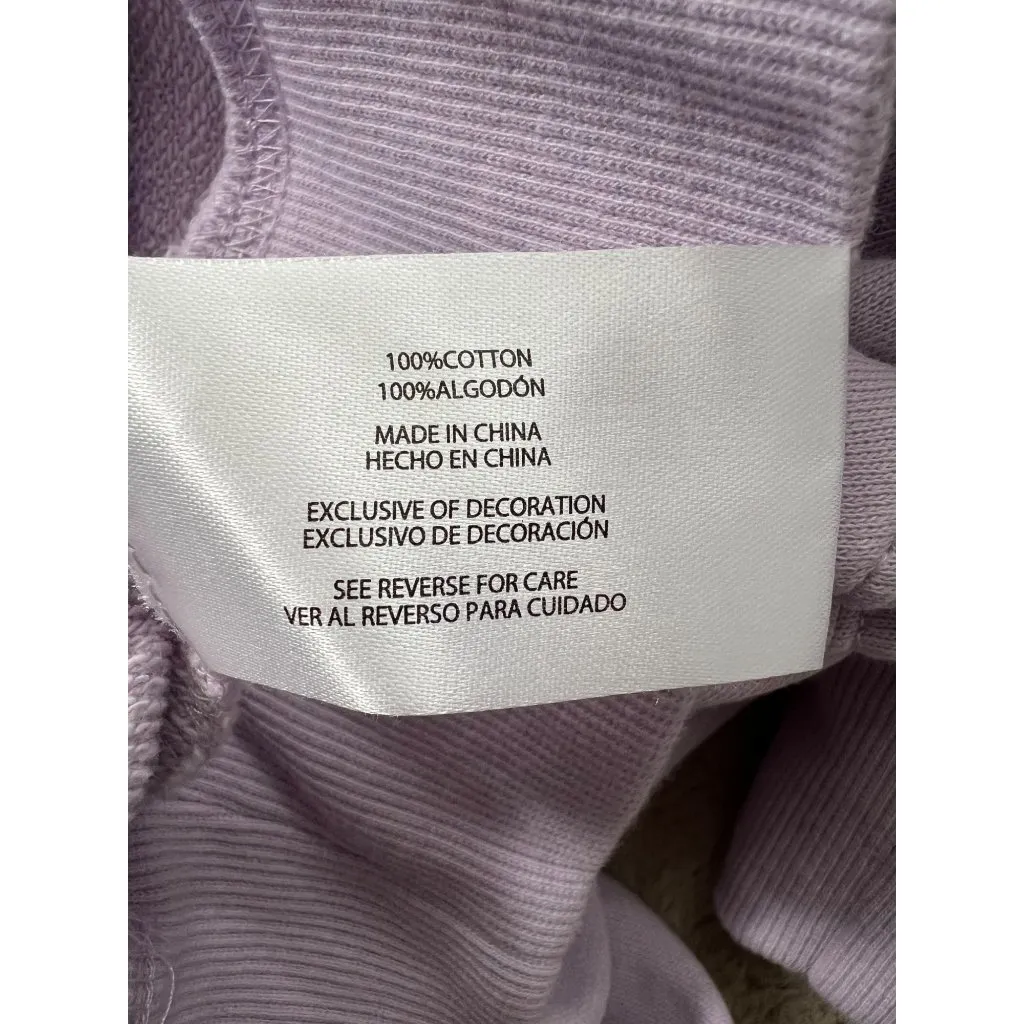 100%COTTON
100%ALGODÓN
MADE IN CHINA
HECHO EN CHINA
EXCLUSIVE OF DECORATION
EXCLUSIVO DE DECORACIÓN
SEE REVERSE FOR CARE
VER AL REVERSO PARA CUIDADO